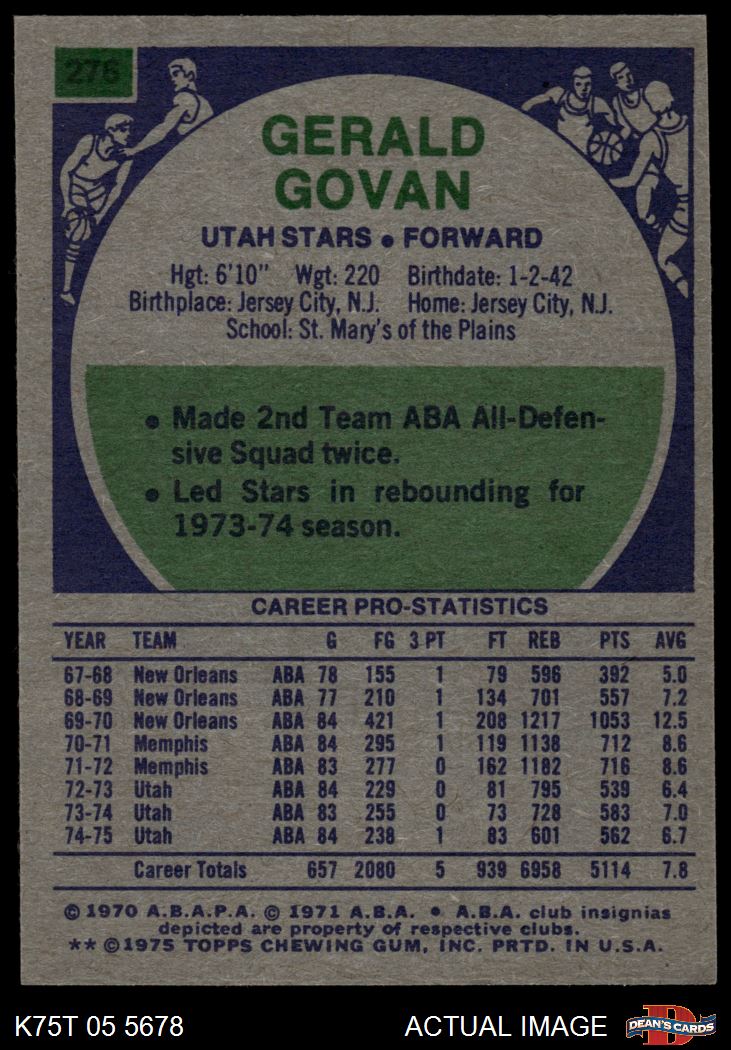 276
GERALD
GOVAN
UTAH STARS • FORWARD
Hgt: 6'10" Wgt: 220 Birthdate: 1-2-42
Birthplace: Jersey City, N.J. Home: Jersey City, N.J.
School: St. Mary's of the Plains
• Made 2nd Team ABA All-Defen-
sive Squad twice.
• Led Stars in rebounding for
1973-74 season.
CAREER PRO-STATISTICS
YEAR TEAM G FG 3 PT FT REB PTS AVG
67-68 New Orleans ABA 78 155 1 79 596 392 5.0
68-69 New Orleans ABA 77 210 1 134 701 557 7.2
69-70 New Orleans ABA 84 421 1 208 1217 1053 12.5
70-71 Memphis ABA 84 295 1 119 1138 712 8.6
71-72 Memphis ABA 83 277 0 162 1182 716 8.6
72-73 Utah ABA 84 229 0 81 795 539 6.4
73-74 Utah ABA 83 255 0 73 728 583 7.0
74-75 Utah ABA 84 238 1 83 601 562 6.7
Career Totals 657 2080 5 939 6958 5114 7.8
© 1970 A.B.A.P.A. © 1971 A.B.A. • A.B.A. club insignias
depicted are property of respective clubs.
** ©1975 TOPPS CHEWING GUM, INC. PRTD. IN U.S.A.
K75T 05 5678 ACTUAL IMAGE D DEAN'S CARDS